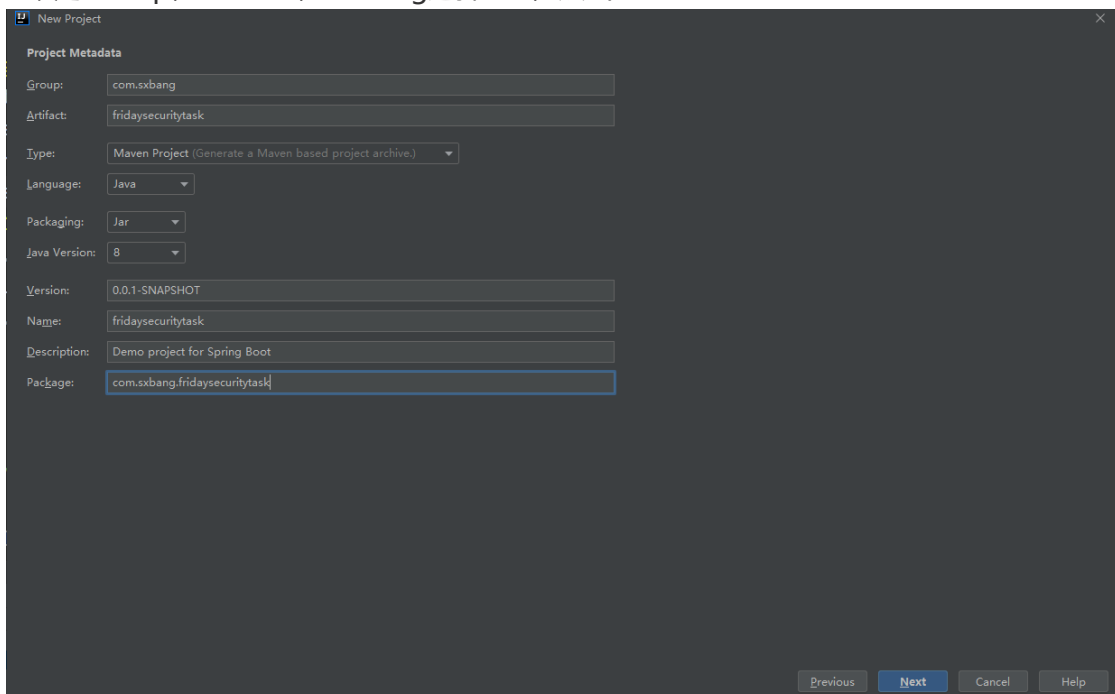 New Project
Project Metadata
Group: com.sxbang
Artifact: fridaysecuritytask
Type: Maven Project (Generate a Maven based project archive.)
Language: Java
Packaging: Jar
Java Version: 8
Version: 0.0.1-SNAPSHOT
Name: fridaysecuritytask
Description: Demo project for Spring Boot
Package: com.sxbang.fridaysecuritytask
Previous Next Cancel Help